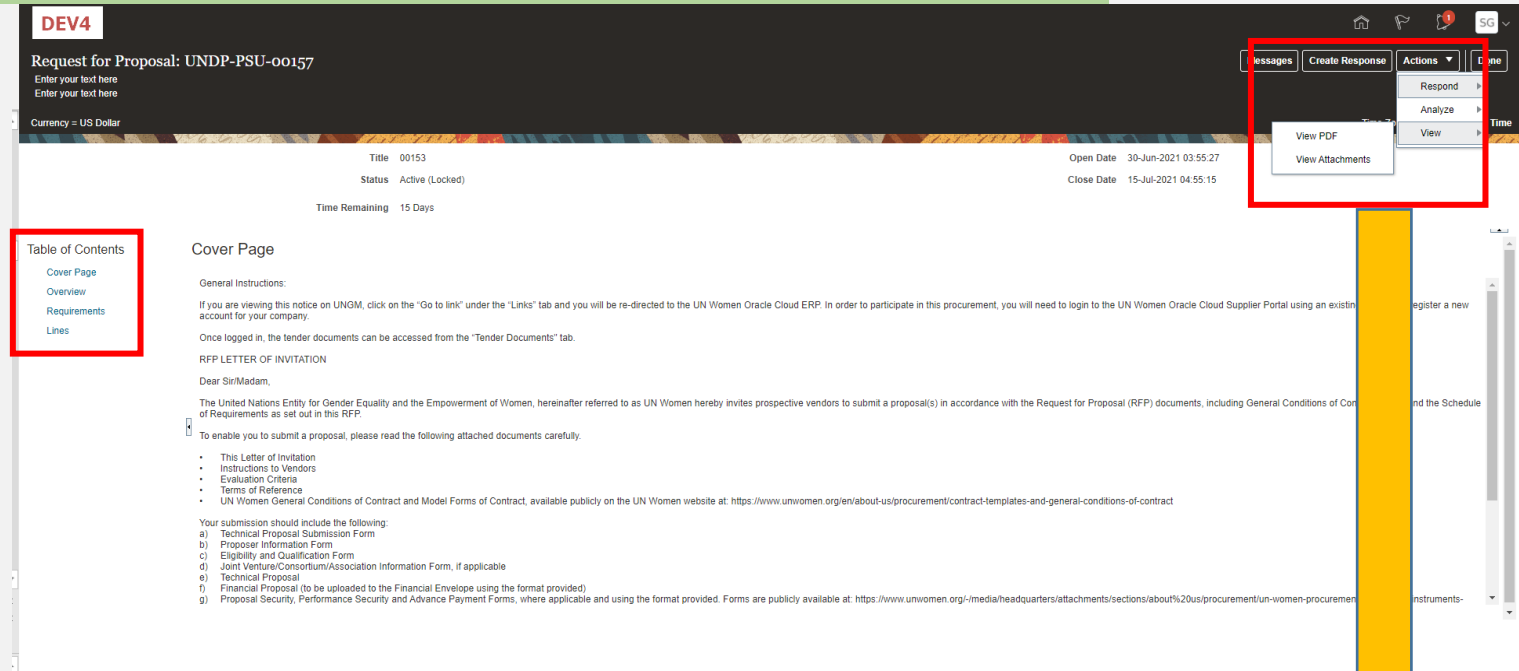 DEV4
1
SG
Request for Proposal: UNDP-PSU-00157
Enter your text here
Enter your text here
Messages
Create Response
Actions
Done
Respond
Analyze
View
View PDF
View Attachments
Currency = US Dollar
Time
Title 00153
Open Date 30-Jun-2021 03:55:27
Status Active (Locked)
Close Date 15-Jul-2021 04:55:15
Time Remaining 15 Days
Table of Contents
Cover Page
Overview
Requirements
Lines
Cover Page
General Instructions:
If you are viewing this notice on UNGM, click on the “Go to link” under the “Links” tab and you will be re-directed to the UN Women Oracle Cloud ERP. In order to participate in this procurement, you will need to login to the UN Women Oracle Cloud Supplier Portal using an existing register a new
account for your company.
Once logged in, the tender documents can be accessed from the “Tender Documents” tab.
RFP LETTER OF INVITATION
Dear Sir/Madam,
The United Nations Entity for Gender Equality and the Empowerment of Women, hereinafter referred to as UN Women hereby invites prospective vendors to submit a proposal(s) in accordance with the Request for Proposal (RFP) documents, including General Conditions of and the Schedule
of Requirements as set out in this RFP.
To enable you to submit a proposal, please read the following attached documents carefully.
• This Letter of Invitation
• Instructions to Vendors
• Evaluation Criteria
• Terms of Reference
• UN Women General Conditions of Contract and Model Forms of Contract, available publicly on the UN Women website at: https://www.unwomen.org/en/about-us/procurement/contract-templates-and-general-conditions-of-contract
Your submission should include the following:
a) Technical Proposal Submission Form
b) Proposer Information Form
c) Eligibility and Qualification Form
d) Joint Venture/Consortium/Association Information Form, if applicable
e) Technical Proposal
f) Financial Proposal (to be uploaded to the Financial Envelope using the format provided)
g) Proposal Security, Performance Security and Advance Payment Forms, where applicable and using the format provided. Forms are publicly available at: https://www.unwomen.org/-/media/headquarters/attachments/sections/about%20us/procurement/un-women-procuremen instruments-